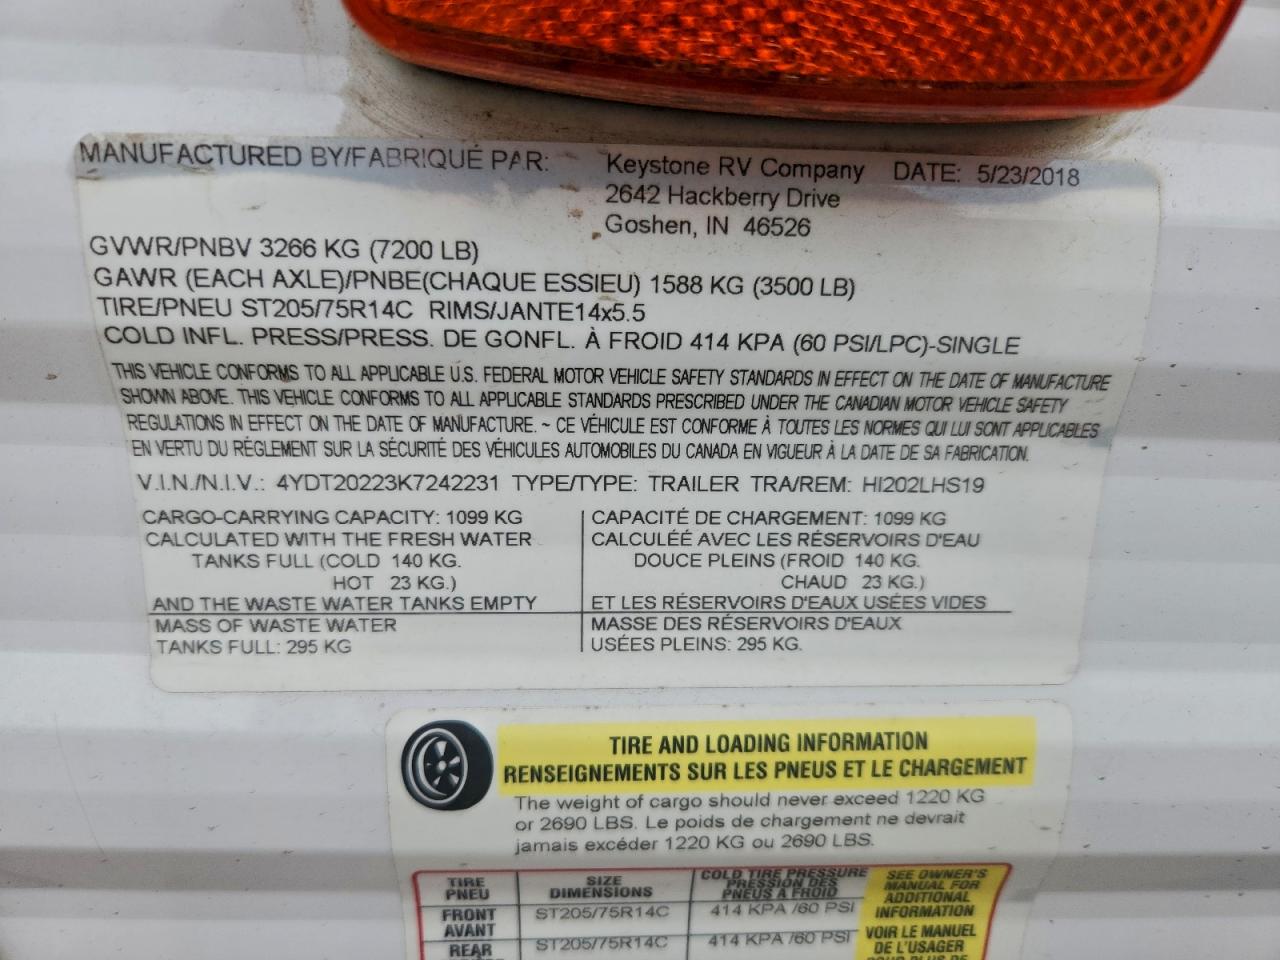 MANUFACTURED BY/FABRIQUÉ PAR: Keystone RV Company DATE: 5/23/2018
2642 Hackberry Drive
Goshen, IN 46526
GVWR/PNBV 3266 KG (7200 LB)
GAWR (EACH AXLE)/PNBE(CHAQUE ESSIEU) 1588 KG (3500 LB)
TIRE/PNEU ST205/75R14C RIMS/JANTE14x5.5
COLD INFL. PRESS/PRESS. DE GONFL. À FROID 414 KPA (60 PSI/LPC)-SINGLE
THIS VEHICLE CONFORMS TO ALL APPLICABLE U.S. FEDERAL MOTOR VEHICLE SAFETY STANDARDS IN EFFECT ON THE DATE OF MANUFACTURE
SHOWN ABOVE. THIS VEHICLE CONFORMS TO ALL APPLICABLE STANDARDS PRESCRIBED UNDER THE CANADIAN MOTOR VEHICLE SAFETY
REGULATIONS IN EFFECT ON THE DATE OF MANUFACTURE. ~ CE VÉHICULE EST CONFORME À TOUTES LES NORMES QUI LUI SONT APPLICABLES
EN VERTU DU RÉGLEMENT SUR LA SÉCURITÉ DES VÉHICLES AUTOMOBILES DU CANADA EN VIGUEUR À LA DATE DE SA FABRICATION.
V.I.N./N.I.V.: 4YDT20223K7242231 TYPE/TYPE: TRAILER TRA/REM: HI202LHS19
CARGO-CARRYING CAPACITY: 1099 KG
CALCULATED WITH THE FRESH WATER
TANKS FULL (COLD 140 KG.
HOT 23 KG.)
AND THE WASTE WATER TANKS EMPTY
MASS OF WASTE WATER
TANKS FULL: 295 KG
CAPACITÉ DE CHARGEMENT: 1099 KG
CALCULÉE AVEC LES RÉSERVOIRS D'EAU
DOUCE PLEINS (FROID 140 KG.
CHAUD 23 KG.)
ET LES RÉSERVOIRS D'EAUX USÉES VIDES
MASSE DES RÉSERVOIRS D'EAUX
USÉES PLEINS: 295 KG.
TIRE AND LOADING INFORMATION
RENSEIGNEMENTS SUR LES PNEUS ET LE CHARGEMENT
The weight of cargo should never exceed 1220 KG
or 2690 LBS. Le poids de chargement ne devrait
jamais excéder 1220 KG ou 2690 LBS.
TIRE
PNEU
SIZE
DIMENSIONS
COLD TIRE PRESSURE
PRESSION DES
PNEUS À FROID
SEE OWNER'S
MANUAL FOR
ADDITIONAL
INFORMATION
FRONT
AVANT
ST205/75R14C
414 KPA /60 PSI
VOIR LE MANUEL
DE L'USAGER
REAR
ST205/75R14C
414 KPA /60 PSI